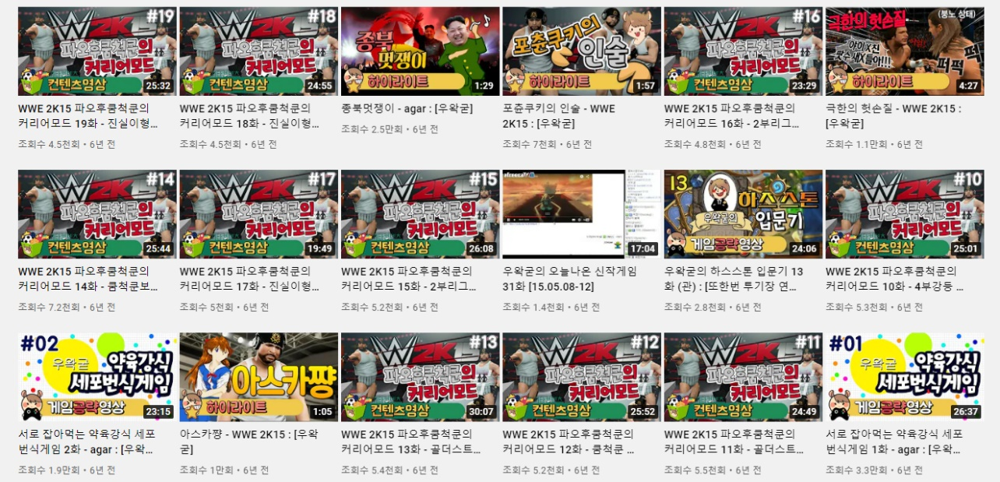 #19
W 2K
파오후쿰척쿤의
커리어모드
컨텐츠영상
25:32
WWE 2K15 파오후쿰척쿤의
커리어모드 19화 - 진실이형...
조회수 4.5천회 • 6년 전
#18
W 2K
파오후쿰척쿤의
커리어모드
컨텐츠영상
24:55
WWE 2K15 파오후쿰척쿤의
커리어모드 18화 - 진실이형...
조회수 4.5천회 • 6년 전
종북
멋쟁이
하이라이트
1:29
종북멋쟁이 - agar : [우왁굳]
조회수 2.5만회 • 6년 전
포츈쿠키의
인술
하이라이트
1:57
포츈쿠키의 인술 - WWE
2K15 : [우왁굳]
조회수 7천회 • 6년 전
#16
W 2K
파오후쿰척쿤의
커리어모드
컨텐츠영상
23:29
WWE 2K15 파오후쿰척쿤의
커리어모드 16화 - 2부리그...
조회수 4.8천회 • 6년 전
극한의 헛손질
(붕노 상태)
퍼퍽 퍽
하이라이트
4:27
극한의 헛손질 - WWE 2K15 :
[우왁굳]
조회수 1.1만회 • 6년 전
#14
W 2K
파오후쿰척쿤의
커리어모드
컨텐츠영상
25:44
WWE 2K15 파오후쿰척쿤의
커리어모드 14화 - 쿰척쿤보...
조회수 7.2천회 • 6년 전
#17
W 2K
파오후쿰척쿤의
커리어모드
컨텐츠영상
19:49
WWE 2K15 파오후쿰척쿤의
커리어모드 17화 - 진실이형...
조회수 5천회 • 6년 전
#15
W 2K
파오후쿰척쿤의
커리어모드
컨텐츠영상
26:08
WWE 2K15 파오후쿰척쿤의
커리어모드 15화 - 2부리그...
조회수 5.2천회 • 6년 전
afreecaTV
17:04
우왁굳의 오늘나온 신작게임
31화 [15.05.08-12]
조회수 1.4천회 • 6년 전
13
하스스톤
우왁굳의
입문기
게임공략영상
24:06
우왁굳의 하스스톤 입문기 13
화 (관) : [또한번 투기장 연...
조회수 2.8천회 • 6년 전
#10
W 2K
파오후쿰척쿤의
커리어모드
컨텐츠영상
25:01
WWE 2K15 파오후쿰척쿤의
커리어모드 10화 - 4부강등 ...
조회수 5.3천회 • 6년 전
#02
우왁굳
약육강식
세포번식게임
게임공략영상
23:15
서로 잡아먹는 약육강식 세포
번식게임 2화 - agar : [우왁...
조회수 1.9만회 • 6년 전
아스카쨩
하이라이트
1:05
아스카쨩 - WWE 2K15 : [우왁
굳]
조회수 1만회 • 6년 전
#13
W 2K
파오후쿰척쿤의
커리어모드
컨텐츠영상
30:07
WWE 2K15 파오후쿰척쿤의
커리어모드 13화 - 골더스트...
조회수 5.4천회 • 6년 전
#12
W 2K
파오후쿰척쿤의
커리어모드
컨텐츠영상
25:52
WWE 2K15 파오후쿰척쿤의
커리어모드 12화 - 쿰척쿤 ...
조회수 5.2천회 • 6년 전
#11
W 2K
파오후쿰척쿤의
커리어모드
컨텐츠영상
24:49
WWE 2K15 파오후쿰척쿤의
커리어모드 11화 - 골더스트...
조회수 5.5천회 • 6년 전
#01
우왁굳
약육강식
세포번식게임
게임공략영상
26:37
서로 잡아먹는 약육강식 세포
번식게임 1화 - agar : [우왁...
조회수 3.3만회 • 6년 전